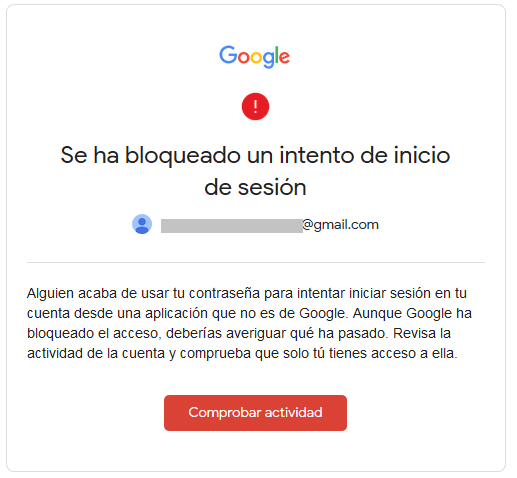 Google
Se ha bloqueado un intento de inicio
de sesión
@gmail.com
Alguien acaba de usar tu contraseña para intentar iniciar sesión en tu
cuenta desde una aplicación que no es de Google. Aunque Google ha
bloqueado el acceso, deberías averiguar qué ha pasado. Revisa la
actividad de la cuenta y comprueba que solo tú tienes acceso a ella.
Comprobar actividad